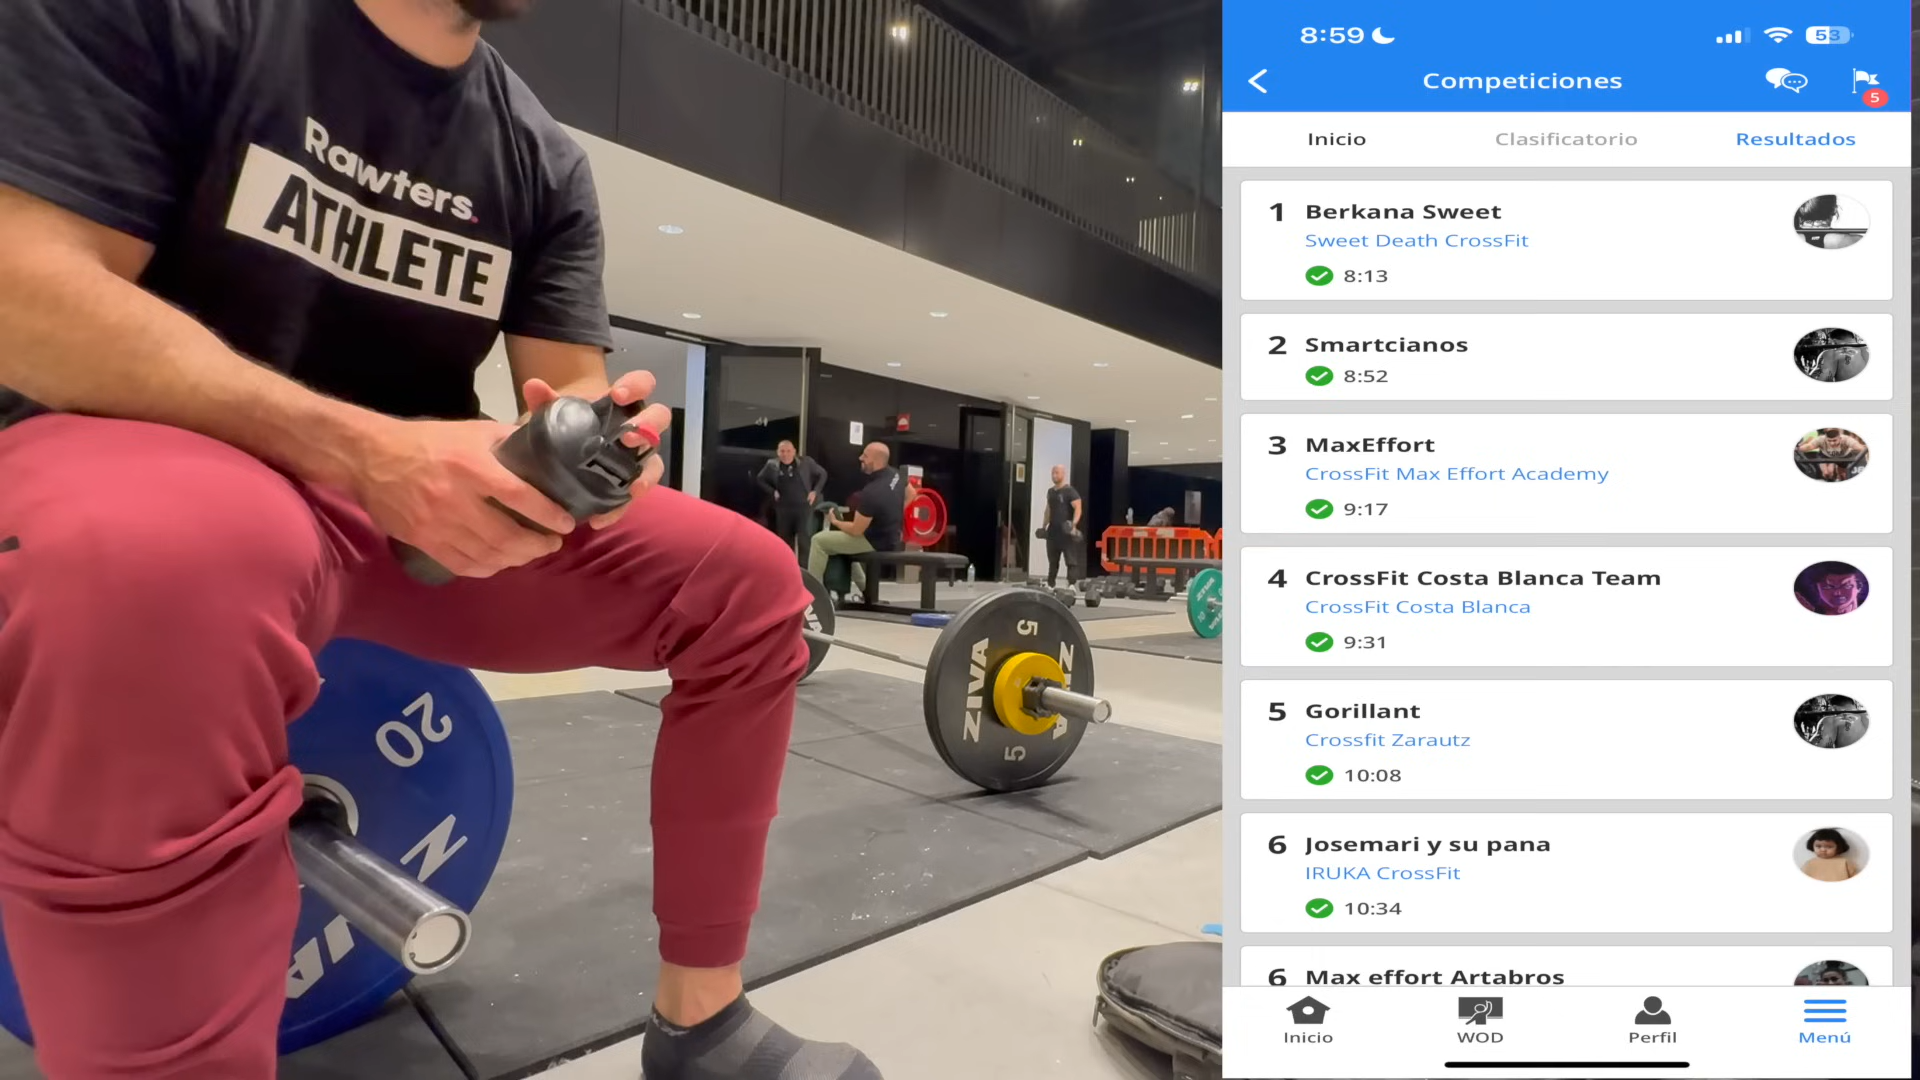 Rawters.
ATHLETE
20
5
ZIVA
5
8:59
53
Competiciones
5
Inicio
Clasificatorio
Resultados
1 Berkana Sweet
Sweet Death CrossFit
8:13
2 Smartcianos
8:52
3 MaxEffort
CrossFit Max Effort Academy
9:17
4 CrossFit Costa Blanca Team
CrossFit Costa Blanca
9:31
5 Gorillant
Crossfit Zarautz
10:08
6 Josemari y su pana
IRUKA CrossFit
10:34
6 Max effort Artabros
Inicio
WOD
Perfil
Menú